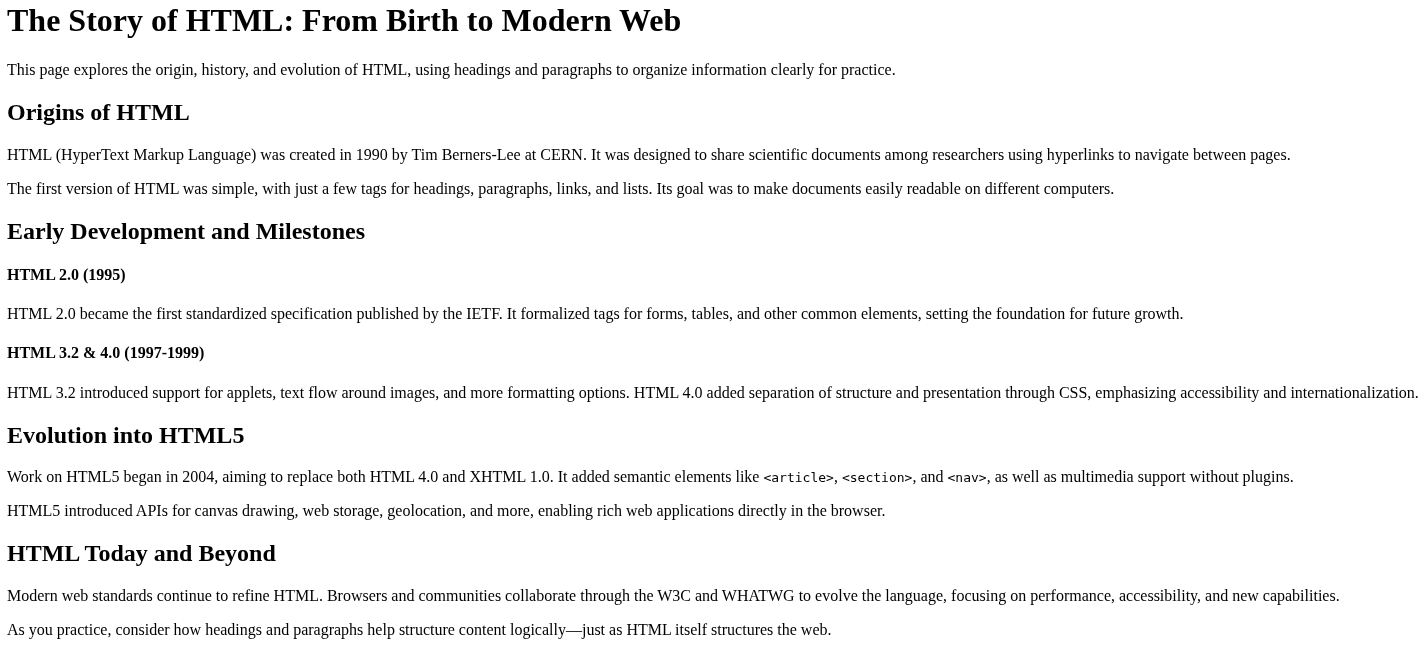 The Story of HTML: From Birth to Modern Web
This page explores the origin, history, and evolution of HTML, using headings and paragraphs to organize information clearly for practice.
Origins of HTML
HTML (HyperText Markup Language) was created in 1990 by Tim Berners-Lee at CERN. It was designed to share scientific documents among researchers using hyperlinks to navigate between pages.
The first version of HTML was simple, with just a few tags for headings, paragraphs, links, and lists. Its goal was to make documents easily readable on different computers.
Early Development and Milestones
HTML 2.0 (1995)
HTML 2.0 became the first standardized specification published by the IETF. It formalized tags for forms, tables, and other common elements, setting the foundation for future growth.
HTML 3.2 & 4.0 (1997-1999)
HTML 3.2 introduced support for applets, text flow around images, and more formatting options. HTML 4.0 added separation of structure and presentation through CSS, emphasizing accessibility and internationalization.
Evolution into HTML5
Work on HTML5 began in 2004, aiming to replace both HTML 4.0 and XHTML 1.0. It added semantic elements like <article>, <section>, and <nav>, as well as multimedia support without plugins.
HTML5 introduced APIs for canvas drawing, web storage, geolocation, and more, enabling rich web applications directly in the browser.
HTML Today and Beyond
Modern web standards continue to refine HTML. Browsers and communities collaborate through the W3C and WHATWG to evolve the language, focusing on performance, accessibility, and new capabilities.
As you practice, consider how headings and paragraphs help structure content logically—just as HTML itself structures the web.